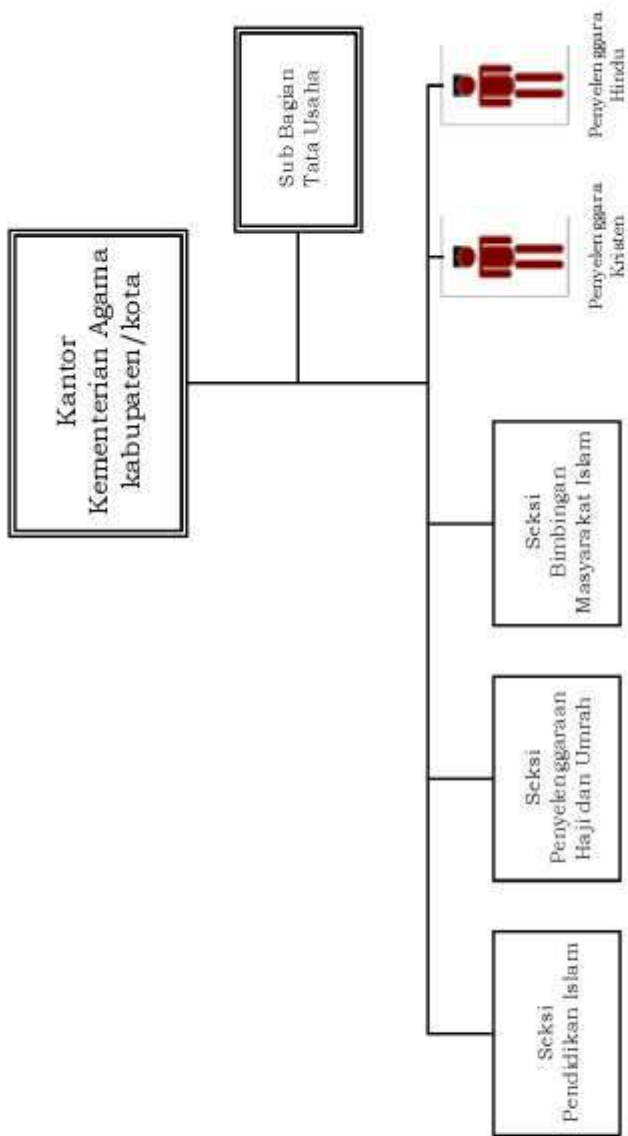 Kantor
Kementerian Agama
kabupaten/kota
Sub Bagian
Tata Usaha
Seksi
Pendidikan Islam
Seksi
Penyelenggaraan
Haji dan Umrah
Seksi
Bimbingan
Masyarakat Islam
Penyelenggara
Kristen
Penyelenggara
Hindu